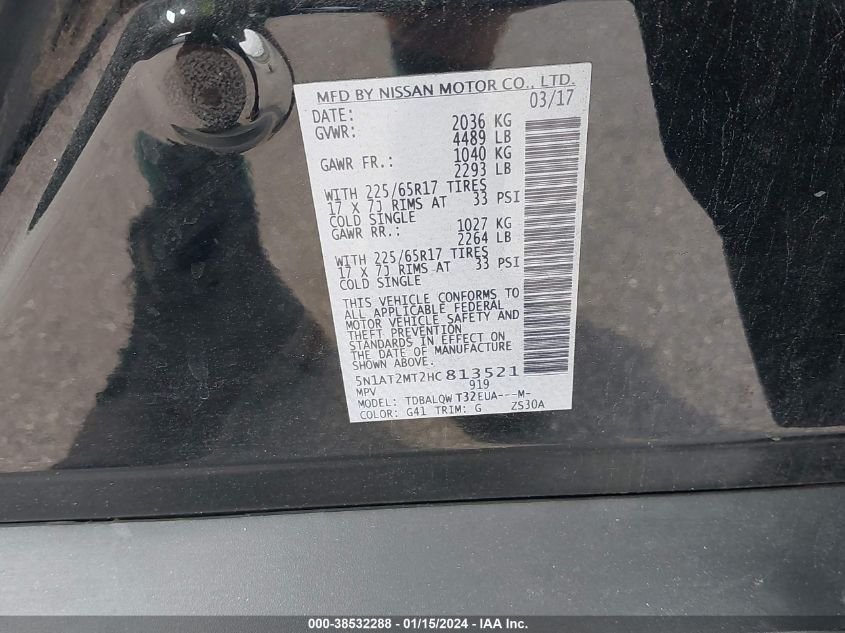 MFD BY NISSAN MOTOR CO., LTD.
DATE: 03/17
GVWR: 2036 KG
4489 LB
GAWR FR.: 1040 KG
2293 LB
WITH 225/65R17 TIRES
17 X 7J RIMS AT 33 PSI
COLD SINGLE
GAWR RR.: 1027 KG
2264 LB
WITH 225/65R17 TIRES
17 X 7J RIMS AT 33 PSI
COLD SINGLE
THIS VEHICLE CONFORMS TO
ALL APPLICABLE FEDERAL
MOTOR VEHICLE SAFETY AND
THEFT PREVENTION
STANDARDS IN EFFECT ON
THE DATE OF MANUFACTURE
SHOWN ABOVE.
5N1AT2MT2HC813521
MPV 919
MODEL: TDBALQWT32EUA---M-
COLOR: G41 TRIM: G ZS30A
000-38532288 - 01/15/2024 - IAA Inc.